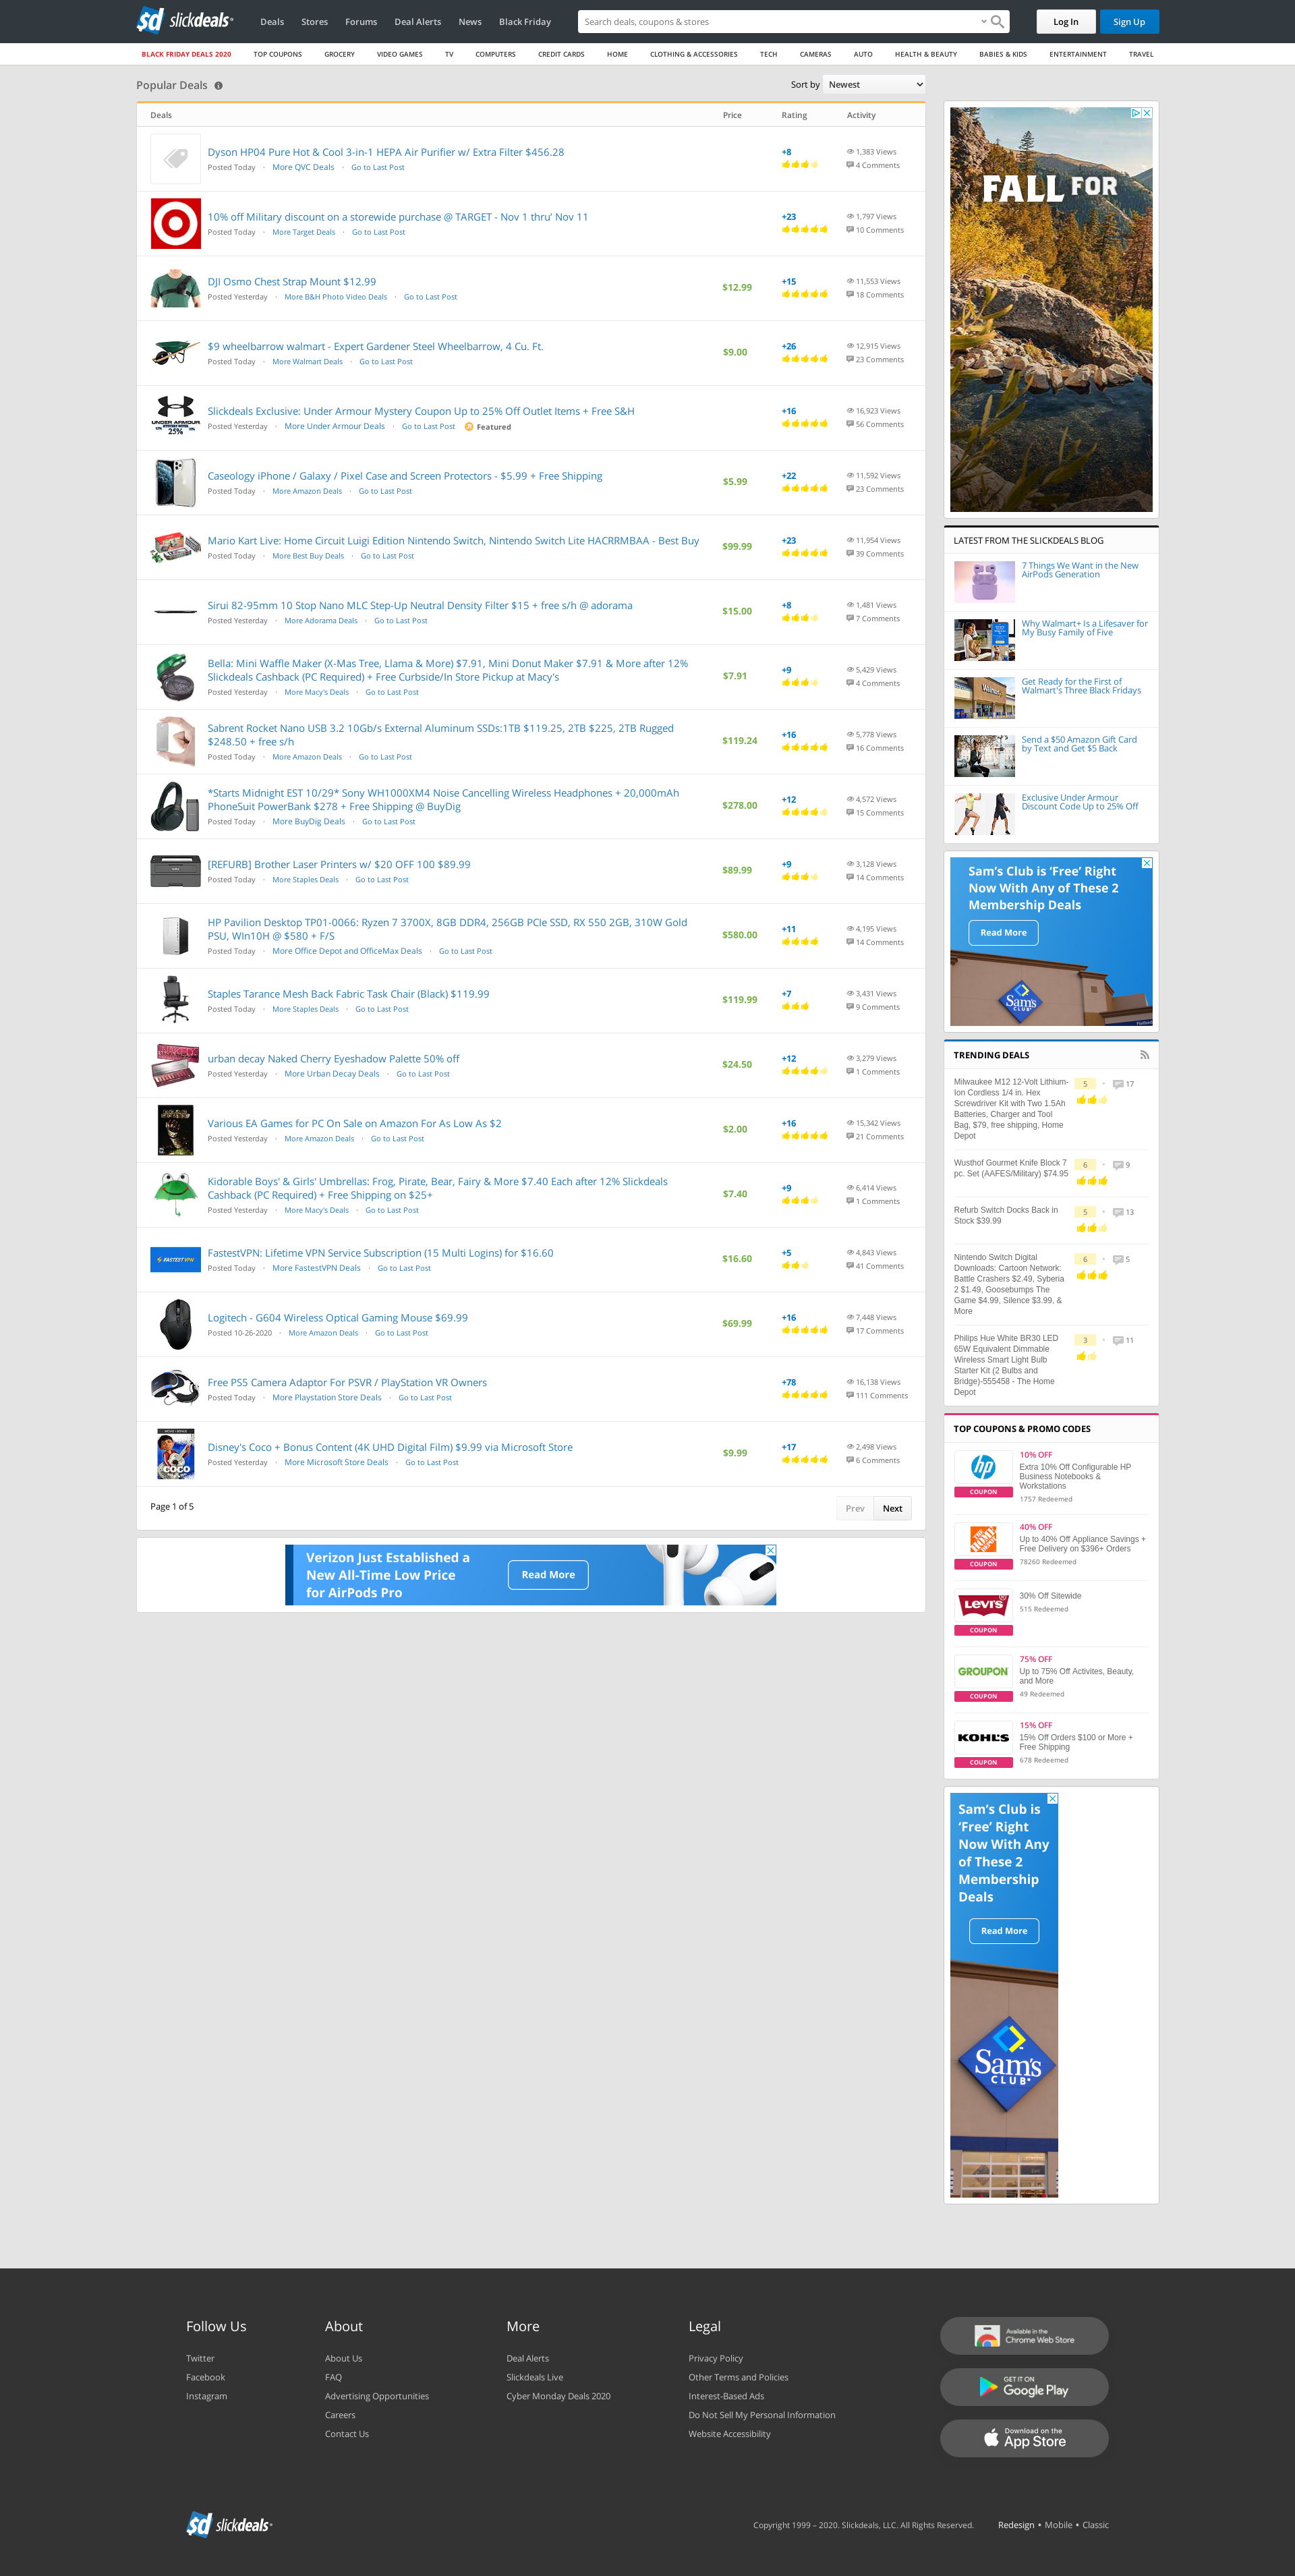 sd slickdeals
Deals Stores Forums Deal Alerts News Black Friday
Search deals, coupons & stores
Log In Sign Up
BLACK FRIDAY DEALS 2020 TOP COUPONS GROCERY VIDEO GAMES TV COMPUTERS CREDIT CARDS HOME CLOTHING & ACCESSORIES TECH CAMERAS AUTO HEALTH & BEAUTY BABIES & KIDS ENTERTAINMENT TRAVEL
Popular Deals
Sort by Newest
Deals Price Rating Activity
Dyson HP04 Pure Hot & Cool 3-in-1 HEPA Air Purifier w/ Extra Filter $456.28
Posted Today · More QVC Deals · Go to Last Post
+8
1,383 Views
4 Comments
10% off Military discount on a storewide purchase @ TARGET - Nov 1 thru' Nov 11
Posted Today · More Target Deals · Go to Last Post
+23
1,797 Views
10 Comments
DJI Osmo Chest Strap Mount $12.99
Posted Yesterday · More B&H Photo Video Deals · Go to Last Post
$12.99
+15
11,553 Views
18 Comments
$9 wheelbarrow walmart - Expert Gardener Steel Wheelbarrow, 4 Cu. Ft.
Posted Today · More Walmart Deals · Go to Last Post
$9.00
+26
12,915 Views
23 Comments
UNDER ARMOUR
25%
Slickdeals Exclusive: Under Armour Mystery Coupon Up to 25% Off Outlet Items + Free S&H
Posted Yesterday · More Under Armour Deals · Go to Last Post Featured
+16
16,923 Views
56 Comments
Caseology iPhone / Galaxy / Pixel Case and Screen Protectors - $5.99 + Free Shipping
Posted Today · More Amazon Deals · Go to Last Post
$5.99
+22
11,592 Views
23 Comments
Mario Kart Live: Home Circuit Luigi Edition Nintendo Switch, Nintendo Switch Lite HACRRMBAA - Best Buy
Posted Today · More Best Buy Deals · Go to Last Post
$99.99
+23
11,954 Views
39 Comments
Sirui 82-95mm 10 Stop Nano MLC Step-Up Neutral Density Filter $15 + free s/h @ adorama
Posted Yesterday · More Adorama Deals · Go to Last Post
$15.00
+8
1,481 Views
7 Comments
Bella: Mini Waffle Maker (X-Mas Tree, Llama & More) $7.91, Mini Donut Maker $7.91 & More after 12%
Slickdeals Cashback (PC Required) + Free Curbside/In Store Pickup at Macy's
Posted Yesterday · More Macy's Deals · Go to Last Post
$7.91
+9
5,429 Views
4 Comments
Sabrent Rocket Nano USB 3.2 10Gb/s External Aluminum SSDs:1TB $119.25, 2TB $225, 2TB Rugged
$248.50 + free s/h
Posted Today · More Amazon Deals · Go to Last Post
$119.24
+16
5,778 Views
16 Comments
*Starts Midnight EST 10/29* Sony WH1000XM4 Noise Cancelling Wireless Headphones + 20,000mAh
PhoneSuit PowerBank $278 + Free Shipping @ BuyDig
Posted Today · More BuyDig Deals · Go to Last Post
$278.00
+12
4,572 Views
15 Comments
[REFURB] Brother Laser Printers w/ $20 OFF 100 $89.99
Posted Today · More Staples Deals · Go to Last Post
$89.99
+9
3,128 Views
14 Comments
HP Pavilion Desktop TP01-0066: Ryzen 7 3700X, 8GB DDR4, 256GB PCIe SSD, RX 550 2GB, 310W Gold
PSU, WIn10H @ $580 + F/S
Posted Today · More Office Depot and OfficeMax Deals · Go to Last Post
$580.00
+11
4,195 Views
14 Comments
Staples Tarance Mesh Back Fabric Task Chair (Black) $119.99
Posted Today · More Staples Deals · Go to Last Post
$119.99
+7
3,431 Views
9 Comments
NAKED
urban decay Naked Cherry Eyeshadow Palette 50% off
Posted Yesterday · More Urban Decay Deals · Go to Last Post
$24.50
+12
3,279 Views
1 Comments
Various EA Games for PC On Sale on Amazon For As Low As $2
Posted Yesterday · More Amazon Deals · Go to Last Post
$2.00
+16
15,342 Views
21 Comments
Kidorable Boys' & Girls' Umbrellas: Frog, Pirate, Bear, Fairy & More $7.40 Each after 12% Slickdeals
Cashback (PC Required) + Free Shipping on $25+
Posted Yesterday · More Macy's Deals · Go to Last Post
$7.40
+9
6,414 Views
1 Comments
FASTESTVPN
FastestVPN: Lifetime VPN Service Subscription (15 Multi Logins) for $16.60
Posted Today · More FastestVPN Deals · Go to Last Post
$16.60
+5
4,843 Views
41 Comments
Logitech - G604 Wireless Optical Gaming Mouse $69.99
Posted 10-26-2020 · More Amazon Deals · Go to Last Post
$69.99
+16
7,448 Views
17 Comments
Free PS5 Camera Adaptor For PSVR / PlayStation VR Owners
Posted Today · More Playstation Store Deals · Go to Last Post
+78
16,138 Views
111 Comments
COCO
Disney's Coco + Bonus Content (4K UHD Digital Film) $9.99 via Microsoft Store
Posted Yesterday · More Microsoft Store Deals · Go to Last Post
$9.99
+17
2,498 Views
6 Comments
Page 1 of 5
Prev Next
Verizon Just Established a
New All-Time Low Price
for AirPods Pro
Read More
FALL FOR
LATEST FROM THE SLICKDEALS BLOG
7 Things We Want in the New
AirPods Generation
Why Walmart+ Is a Lifesaver for
My Busy Family of Five
Walmart
Get Ready for the First of
Walmart's Three Black Fridays
Send a $50 Amazon Gift Card
by Text and Get $5 Back
Exclusive Under Armour
Discount Code Up to 25% Off
Sam's Club is 'Free' Right
Now With Any of These 2
Membership Deals
Read More
Sam's
CLUB
TRENDING DEALS
Milwaukee M12 12-Volt Lithium-
Ion Cordless 1/4 in. Hex
Screwdriver Kit with Two 1.5Ah
Batteries, Charger and Tool
Bag, $79, free shipping, Home
Depot
5 · 17
Wusthof Gourmet Knife Block 7
pc. Set (AAFES/Military) $74.95
6 · 9
Refurb Switch Docks Back in
Stock $39.99
5 · 13
Nintendo Switch Digital
Downloads: Cartoon Network:
Battle Crashers $2.49, Syberia
2 $1.49, Goosebumps The
Game $4.99, Silence $3.99, &
More
6 · 5
Philips Hue White BR30 LED
65W Equivalent Dimmable
Wireless Smart Light Bulb
Starter Kit (2 Bulbs and
Bridge)-555458 - The Home
Depot
3 · 11
TOP COUPONS & PROMO CODES
hp
COUPON
10% OFF
Extra 10% Off Configurable HP
Business Notebooks &
Workstations
1757 Redeemed
COUPON
40% OFF
Up to 40% Off Appliance Savings +
Free Delivery on $396+ Orders
78260 Redeemed
LEVI'S
COUPON
30% Off Sitewide
515 Redeemed
GROUPON
COUPON
75% OFF
Up to 75% Off Activites, Beauty,
and More
49 Redeemed
KOHL'S
COUPON
15% OFF
15% Off Orders $100 or More +
Free Shipping
678 Redeemed
Sam's Club is
'Free' Right
Now With Any
of These 2
Membership
Deals
Read More
Sam's
CLUB
Follow Us
Twitter
Facebook
Instagram
About
About Us
FAQ
Advertising Opportunities
Careers
Contact Us
More
Deal Alerts
Slickdeals Live
Cyber Monday Deals 2020
Legal
Privacy Policy
Other Terms and Policies
Interest-Based Ads
Do Not Sell My Personal Information
Website Accessibility
Available in the
Chrome Web Store
GET IT ON
Google Play
Download on the
App Store
sd slickdeals
Copyright 1999 – 2020. Slickdeals, LLC. All Rights Reserved.
Redesign • Mobile • Classic